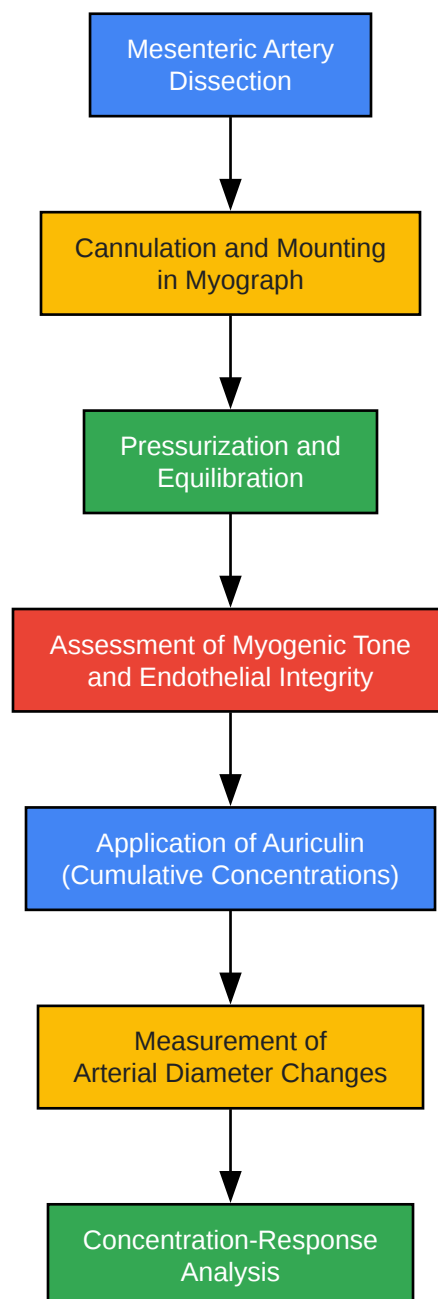 Mesenteric Artery
Dissection
Cannulation and Mounting
in Myograph
Pressurization and
Equilibration
Assessment of Myogenic Tone
and Endothelial Integrity
Application of Auriculin
(Cumulative Concentrations)
Measurement of
Arterial Diameter Changes
Concentration-Response
Analysis